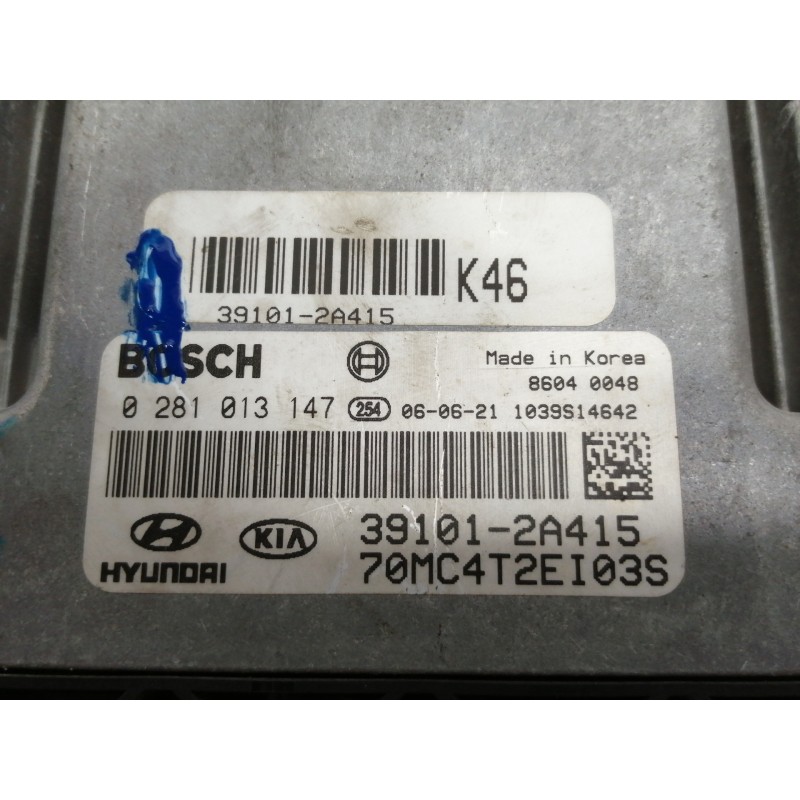 K46
39101-2A415
BOSCH Made in Korea
8604 0048
0 281 013 147 254 06-06-21 1039S14642
HYUNDAI KIA 39101-2A415
70MC4T2EI03S